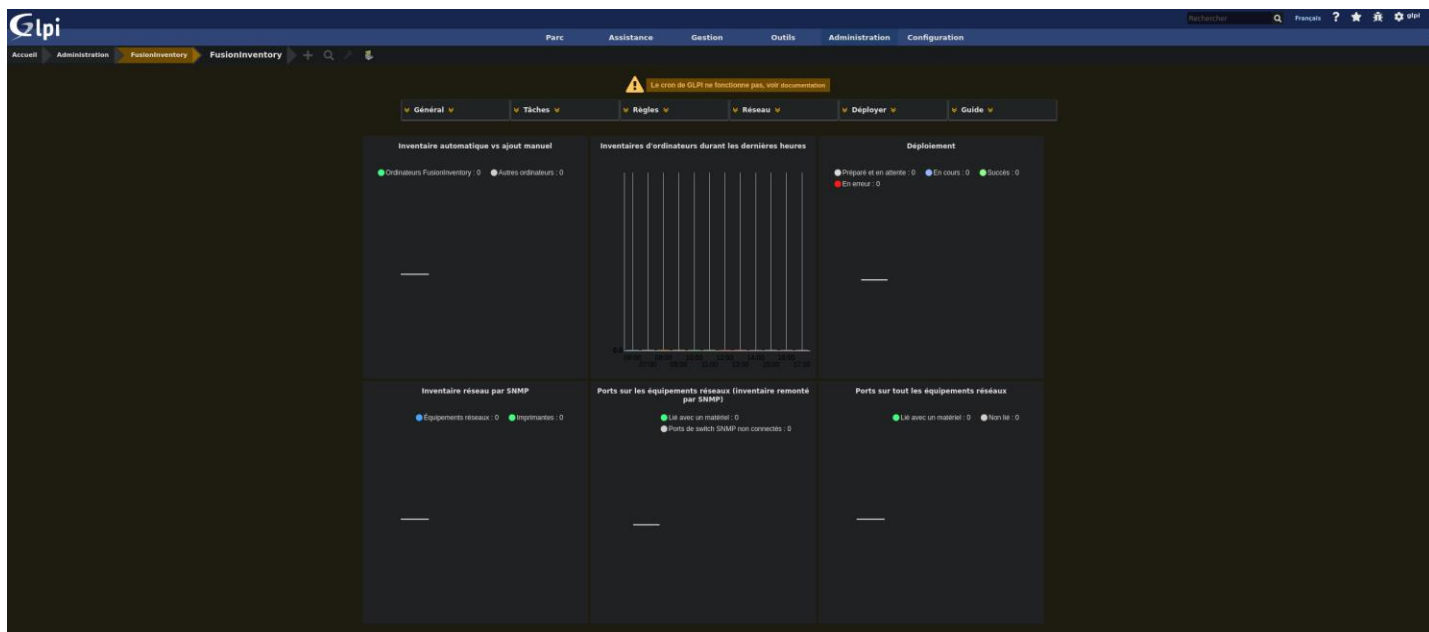 Glpi
Rechercher Français ? glpi
Parc Assistance Gestion Outils Administration Configuration
Accueil Administration FusionInventory FusionInventory
Le cron de GLPI ne fonctionne pas, voir documentation
Général Tâches Règles Réseau Déployer Guide
Inventaire automatique vs ajout manuel
Ordinateurs FusionInventory : 0 Autres ordinateurs : 0
Inventaires d'ordinateurs durant les dernières heures
0.0
Déploiement
Préparé et en attente : 0 En cours : 0 Succès : 0
En erreur : 0
Inventaire réseau par SNMP
Équipements réseaux : 0 Imprimantes : 0
Ports sur les équipements réseaux (inventaire remonté
par SNMP)
Lié avec un matériel : 0
Ports de switch SNMP non connectés : 0
Ports sur tout les équipements réséaux
Lié avec un matériel : 0 Non lié : 0